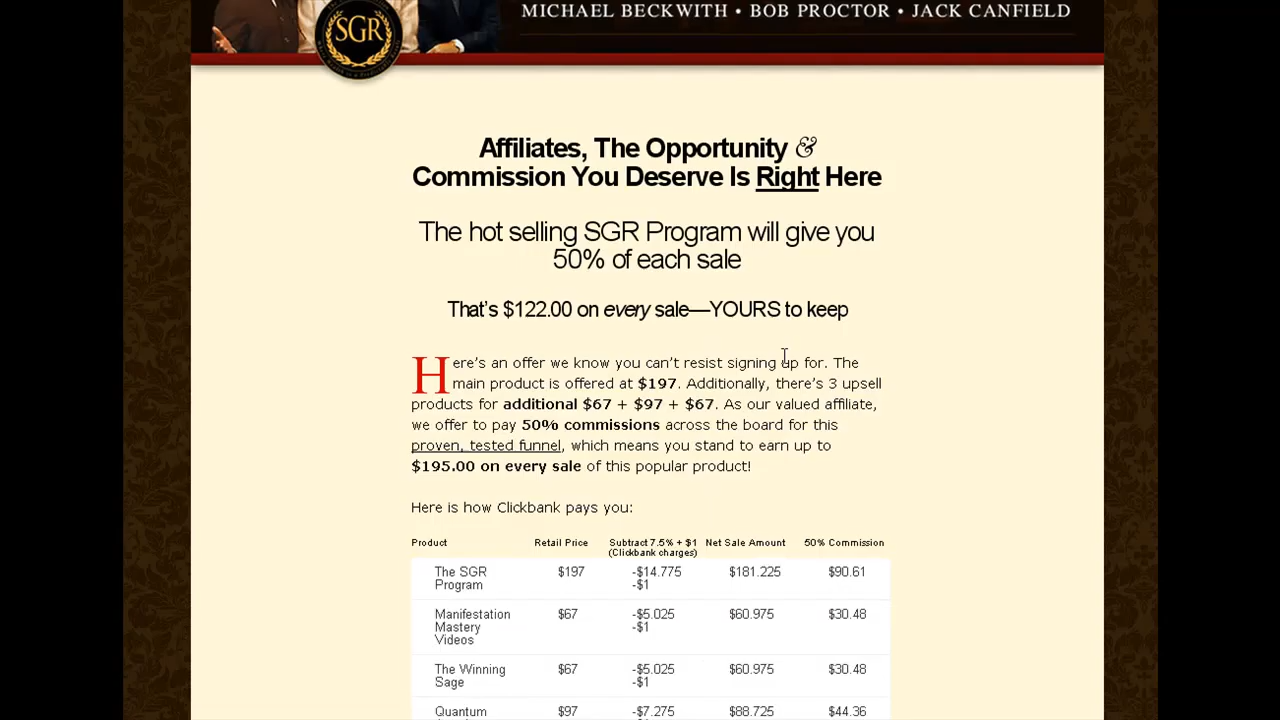 MICHAEL BECKWITH • BOB PROCTOR • JACK CANFIELD
SGR
Affiliates, The Opportunity &
Commission You Deserve Is Right Here
The hot selling SGR Program will give you
50% of each sale
That's $122.00 on every sale—YOURS to keep
Here's an offer we know you can't resist signing up for. The
main product is offered at $197. Additionally, there's 3 upsell
products for additional $67 + $97 + $67. As our valued affiliate,
we offer to pay 50% commissions across the board for this
proven, tested funnel, which means you stand to earn up to
$195.00 on every sale of this popular product!
Here is how Clickbank pays you:
Product Retail Price Subtract 7.5% + $1 Net Sale Amount 50% Commission
(Clickbank charges)
The SGR $197 -$14.775 $181.225 $90.61
Program -$1
Manifestation $67 -$5.025 $60.975 $30.48
Mastery -$1
Videos
The Winning $67 -$5.025 $60.975 $30.48
Sage -$1
Quantum $97 -$7.275 $88.725 $44.36